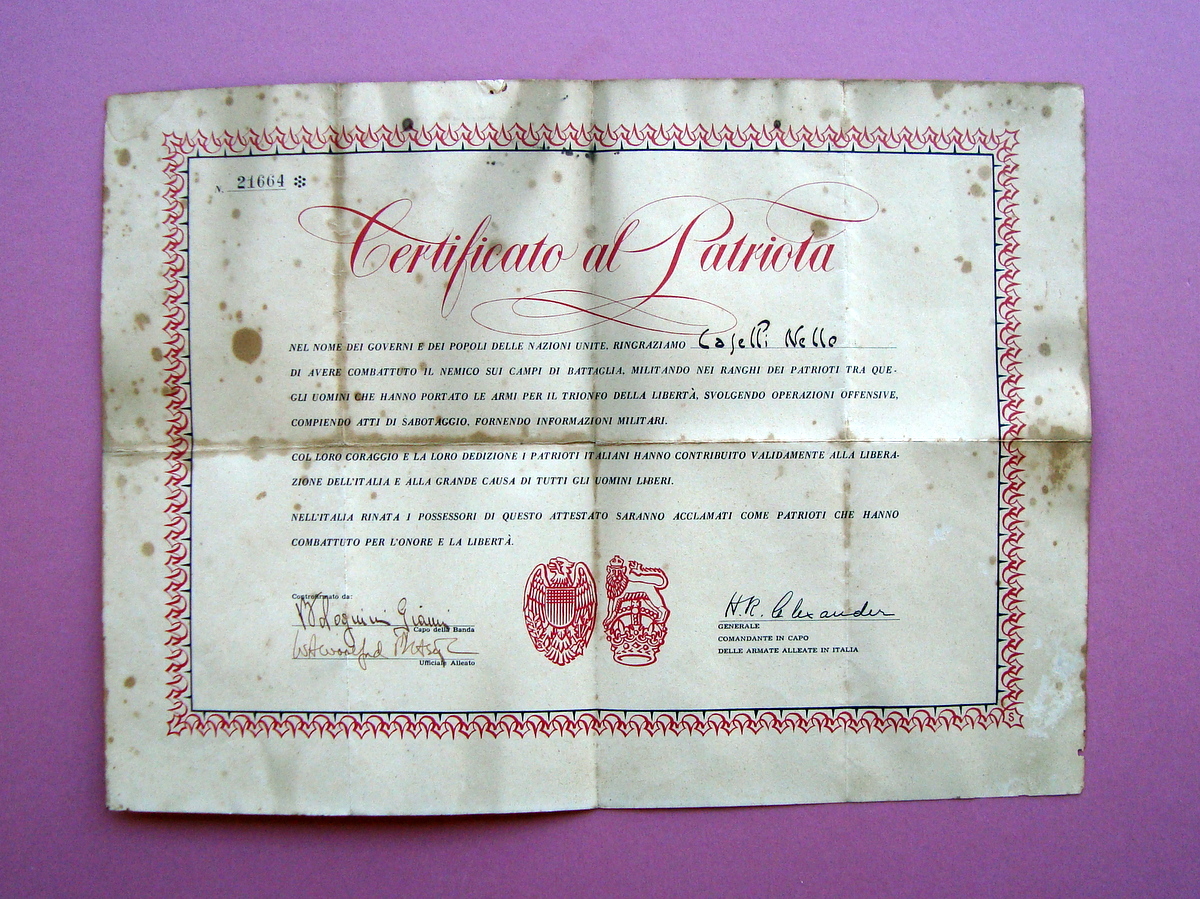 N. 21664 ✻
Certificato al Patriota
NEL NOME DEI GOVERNI E DEI POPOLI DELLE NAZIONI UNITE, RINGRAZIAMO Caselli Nello
DI AVERE COMBATTUTO IL NEMICO SUI CAMPI DI BATTAGLIA, MILITANDO NEI RANGHI DEI PATRIOTI TRA QUE-
GLI UOMINI CHE HANNO PORTATO LE ARMI PER IL TRIONFO DELLA LIBERTÀ, SVOLGENDO OPERAZIONI OFFENSIVE,
COMPIENDO ATTI DI SABOTAGGIO, FORNENDO INFORMAZIONI MILITARI.
COL LORO CORAGGIO E LA LORO DEDIZIONE I PATRIOTI ITALIANI HANNO CONTRIBUITO VALIDAMENTE ALLA LIBERA-
ZIONE DELL'ITALIA E ALLA GRANDE CAUSA DI TUTTI GLI UOMINI LIBERI.
NELL'ITALIA RINATA I POSSESSORI DI QUESTO ATTESTATO SARANNO ACCLAMATI COME PATRIOTI CHE HANNO
COMBATTUTO PER L'ONORE E LA LIBERTÀ.
Controfirmato da:
Gianni
Capo della Banda
Ufficiale Alleato
H.R. Alexander
GENERALE
COMANDANTE IN CAPO
DELLE ARMATE ALLEATE IN ITALIA
S